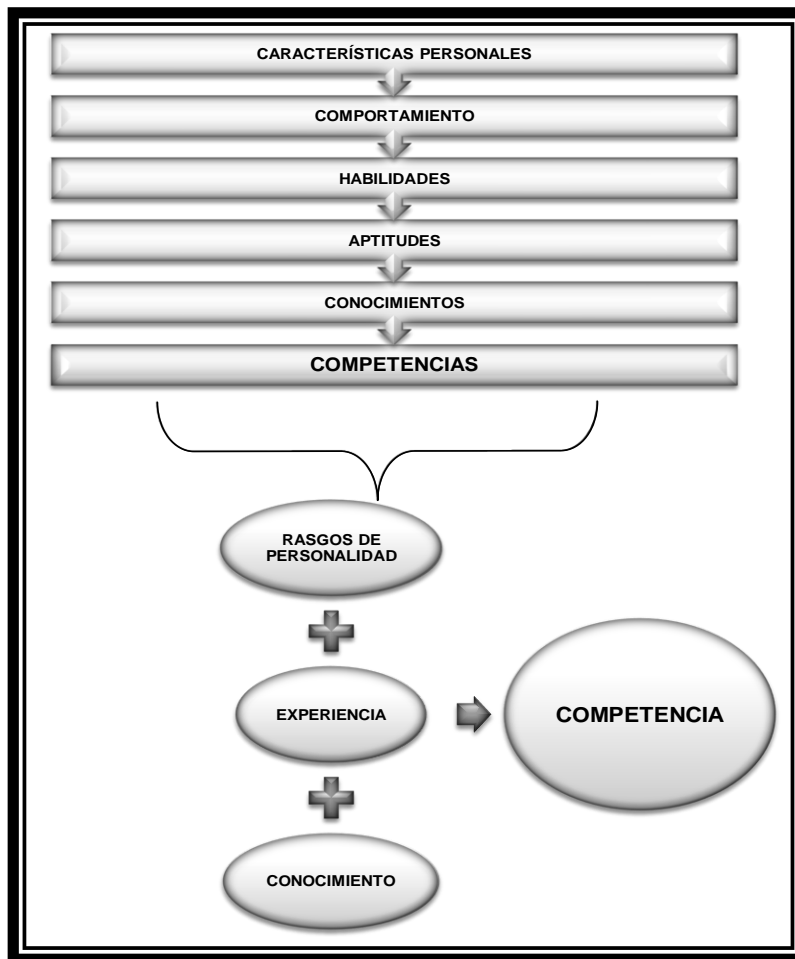 CARACTERÍSTICAS PERSONALES
COMPORTAMIENTO
HABILIDADES
APTITUDES
CONOCIMIENTOS
COMPETENCIAS
RASGOS DE
PERSONALIDAD
EXPERIENCIA
COMPETENCIA
CONOCIMIENTO